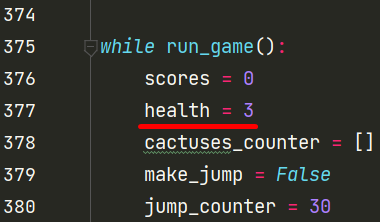 374
375 while run_game():
376 scores = 0
377 health = 3
378 cactuses_counter = []
379 make_jump = False
380 jump_counter = 30